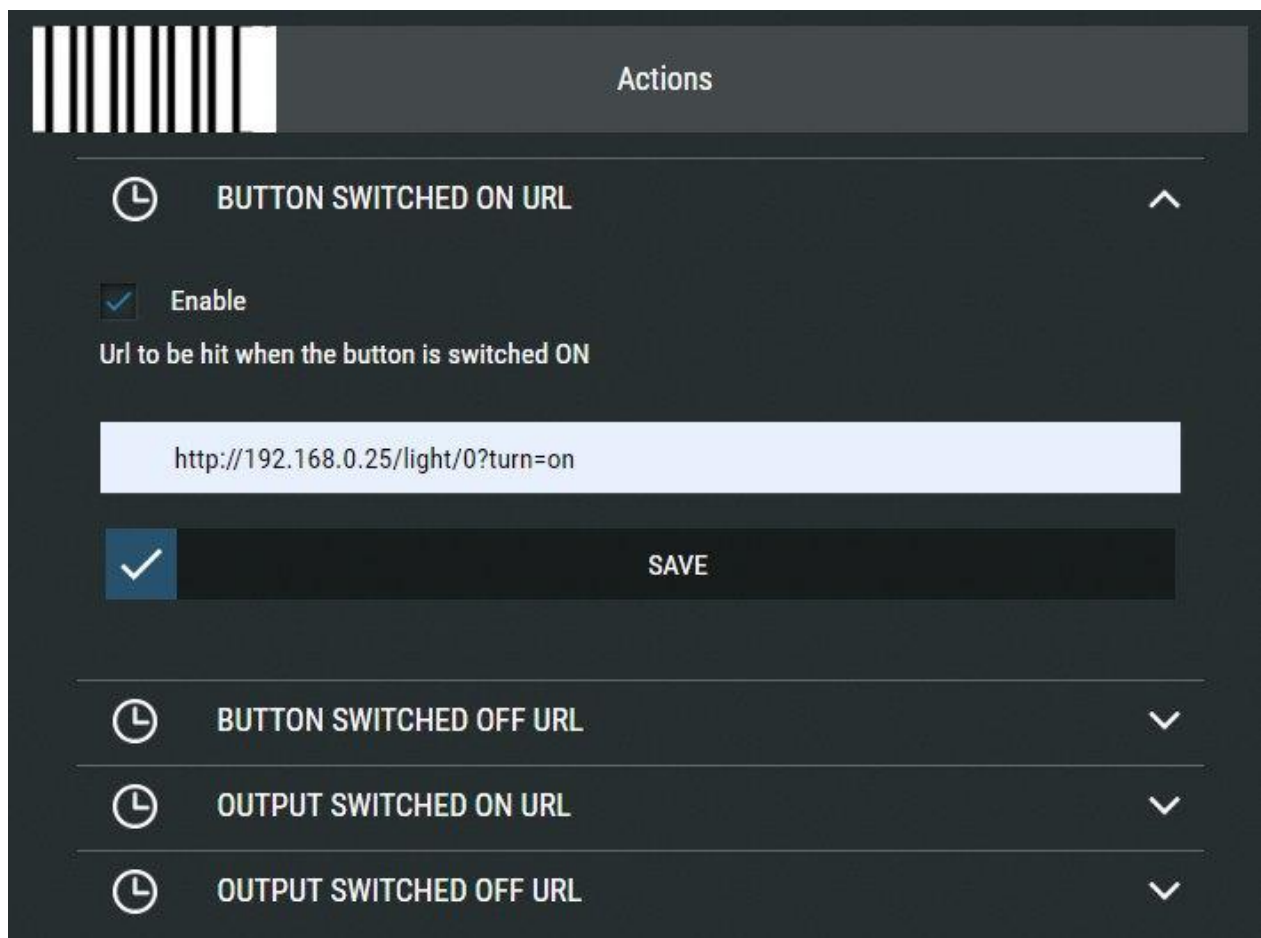 Actions
BUTTON SWITCHED ON URL
Enable
Url to be hit when the button is switched ON
http://192.168.0.25/light/0?turn=on
SAVE
BUTTON SWITCHED OFF URL
OUTPUT SWITCHED ON URL
OUTPUT SWITCHED OFF URL